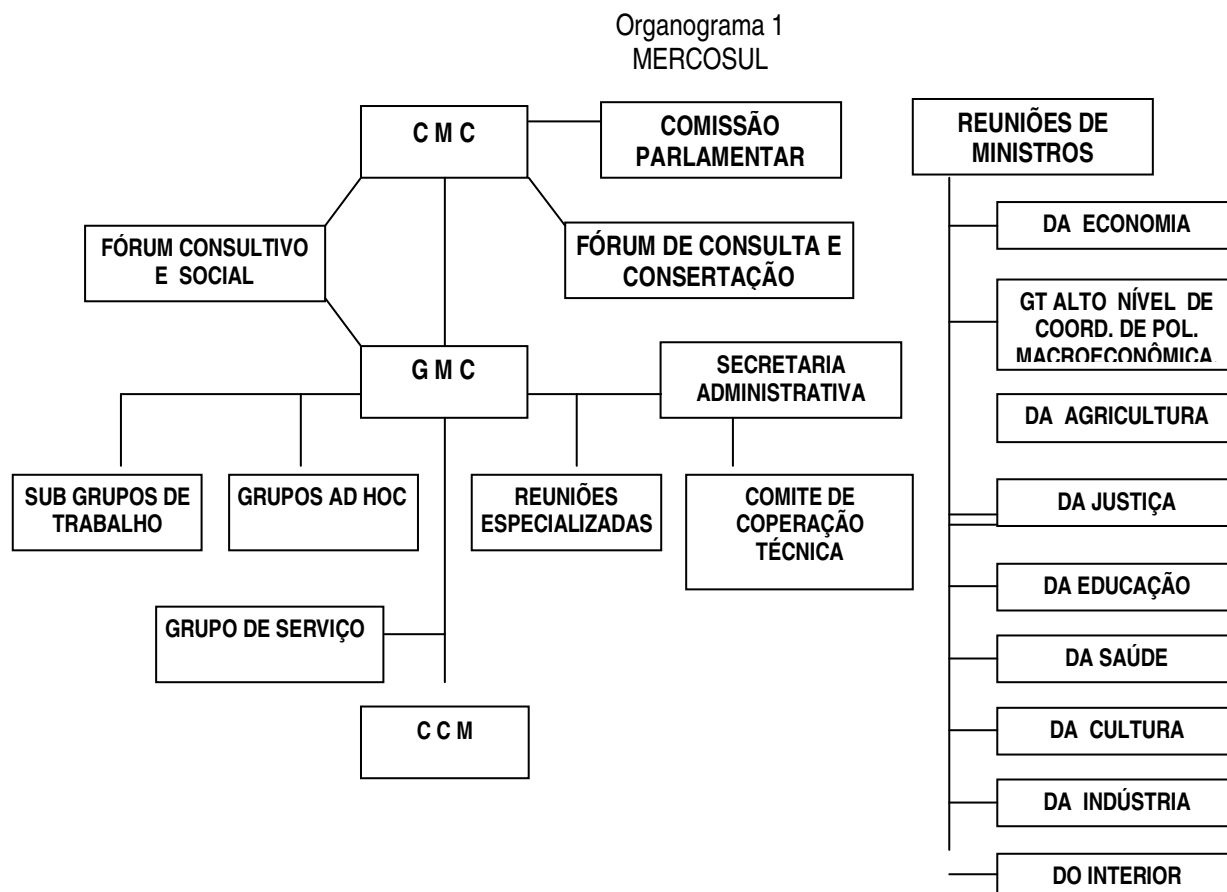 Organograma 1
MERCOSUL
C M C
COMISSÃO
PARLAMENTAR
REUNIÕES DE
MINISTROS
FÓRUM CONSULTIVO
E SOCIAL
FÓRUM DE CONSULTA E
CONSERTAÇÃO
G M C
SECRETARIA
ADMINISTRATIVA
SUB GRUPOS DE
TRABALHO
GRUPOS AD HOC
REUNIÕES
ESPECIALIZADAS
COMITE DE
COPERAÇÃO
TÉCNICA
GRUPO DE SERVIÇO
C C M
DA ECONOMIA
GT ALTO NÍVEL DE
COORD. DE POL.
MACROECONÔMICA
DA AGRICULTURA
DA JUSTIÇA
DA EDUCAÇÃO
DA SAÚDE
DA CULTURA
DA INDÚSTRIA
DO INTERIOR